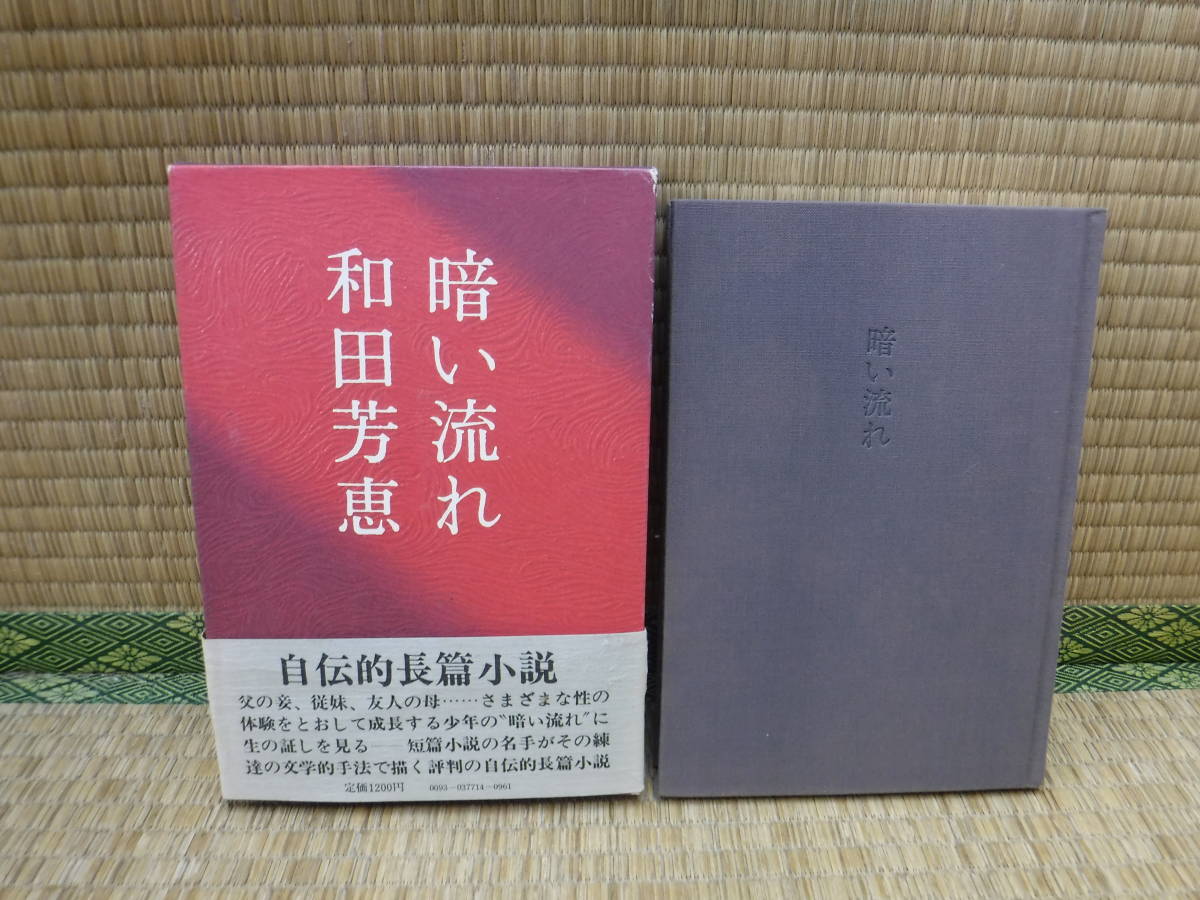 暗い流れ
和田芳恵
自伝的長篇小説
父の妾、従妹、友人の母……さまざまな性の
体験をとおして成長する少年の〝暗い流れ〟に
生の証しを見る──短篇小説の名手がその練
達の文学的手法で描く評判の自伝的長篇小説
定価1200円 0093―037714―0961
暗い流れ